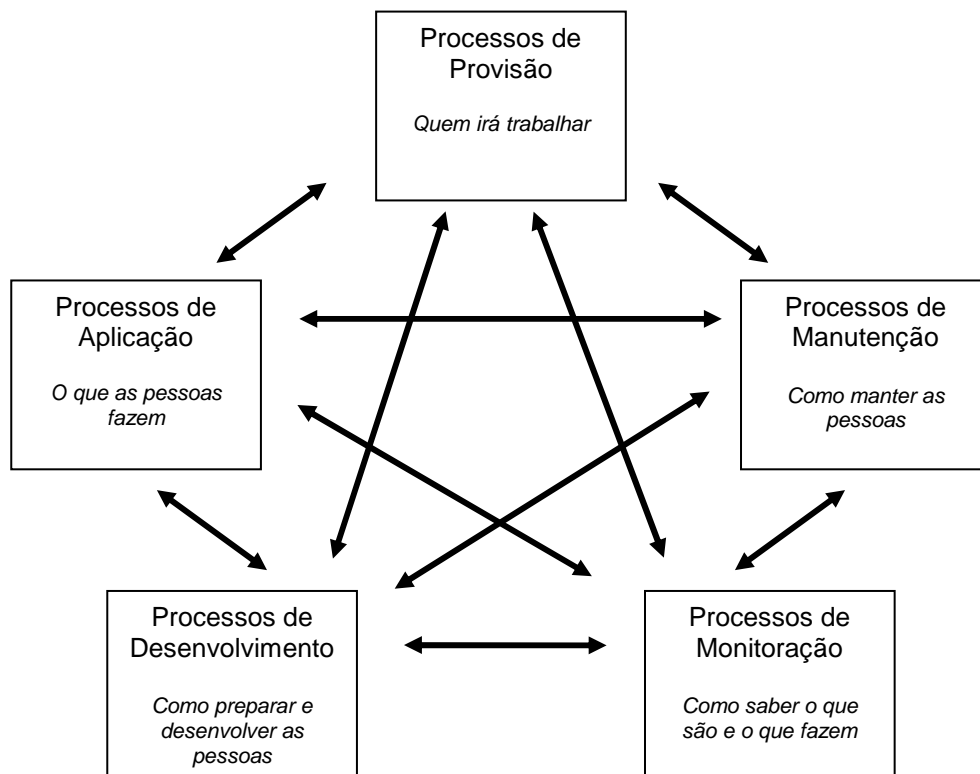 Processos de
Provisão
Quem irá trabalhar
Processos de
Aplicação
O que as pessoas
fazem
Processos de
Manutenção
Como manter as
pessoas
Processos de
Desenvolvimento
Como preparar e
desenvolver as
pessoas
Processos de
Monitoração
Como saber o que
são e o que fazem